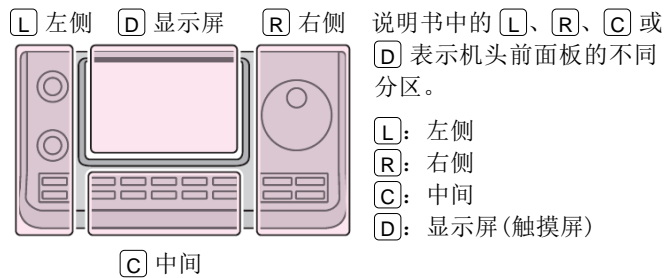 L 左侧 D 显示屏 R 右侧
C 中间
说明书中的 L、R、C 或
D 表示机头前面板的不同
分区。
L：左侧
R：右侧
C：中间
D：显示屏(触摸屏)